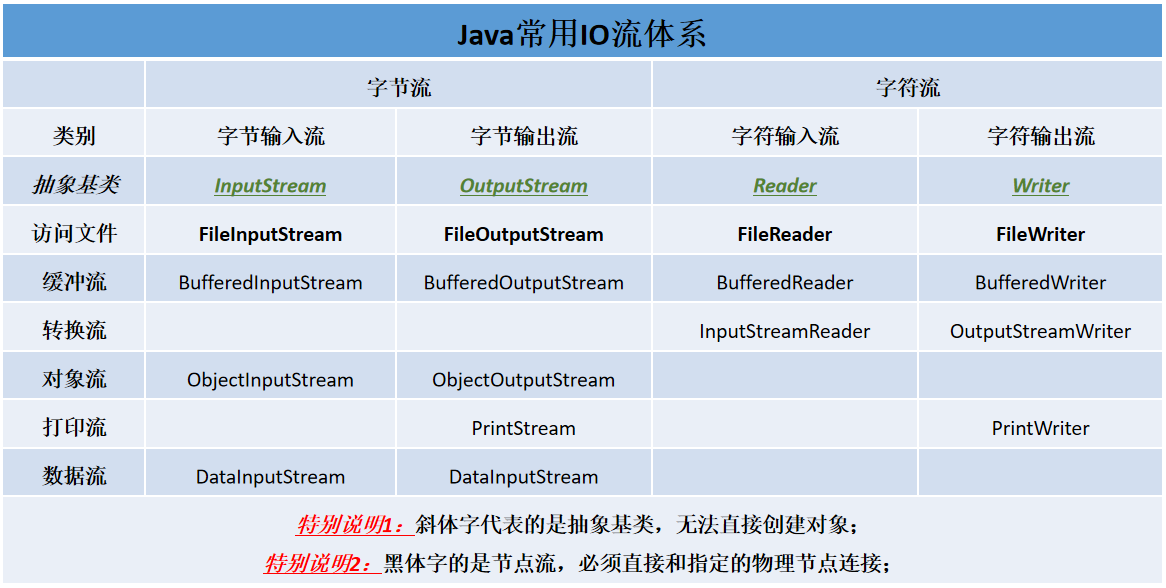 Java常用IO流体系
字节流 字符流
类别 字节输入流 字节输出流 字符输入流 字符输出流
抽象基类 InputStream OutputStream Reader Writer
访问文件 FileInputStream FileOutputStream FileReader FileWriter
缓冲流 BufferedInputStream BufferedOutputStream BufferedReader BufferedWriter
转换流 InputStreamReader OutputStreamWriter
对象流 ObjectInputStream ObjectOutputStream
打印流 PrintStream PrintWriter
数据流 DataInputStream DataInputStream
特别说明1：斜体字代表的是抽象基类，无法直接创建对象；
特别说明2：黑体字的是节点流，必须直接和指定的物理节点连接；